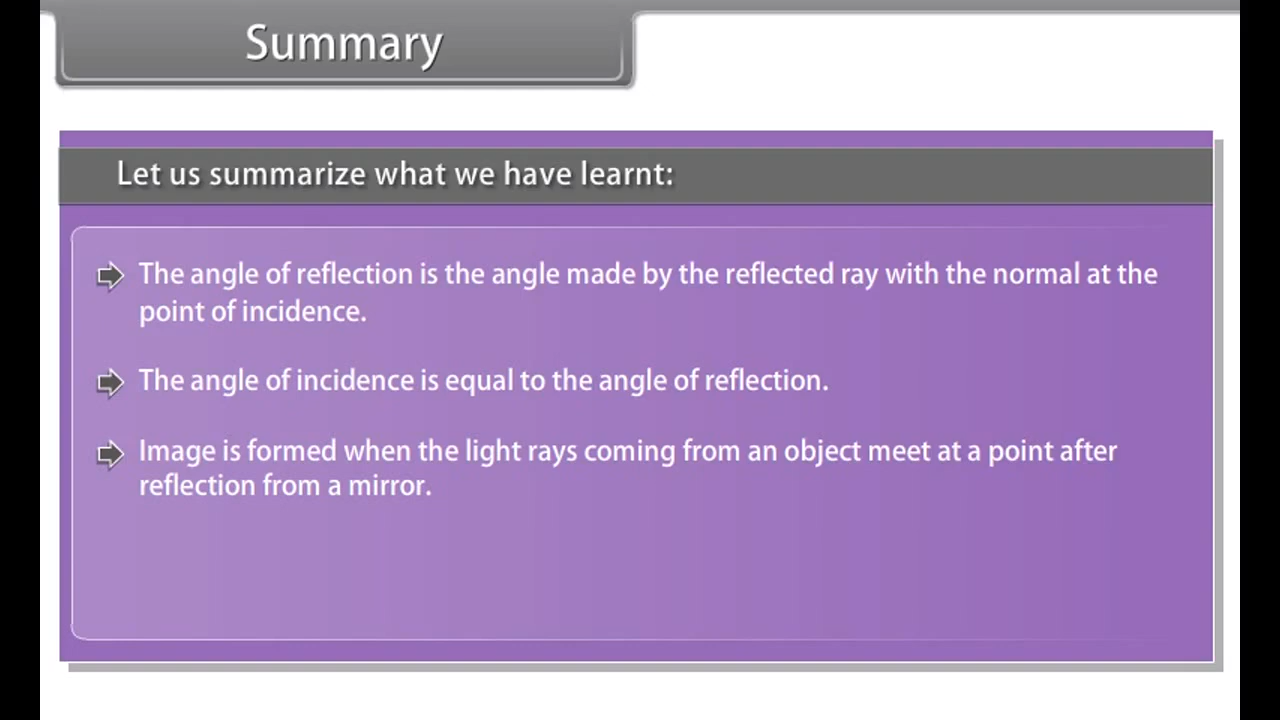 Summary
Let us summarize what we have learnt:
The angle of reflection is the angle made by the reflected ray with the normal at the
point of incidence.
The angle of incidence is equal to the angle of reflection.
Image is formed when the light rays coming from an object meet at a point after
reflection from a mirror.